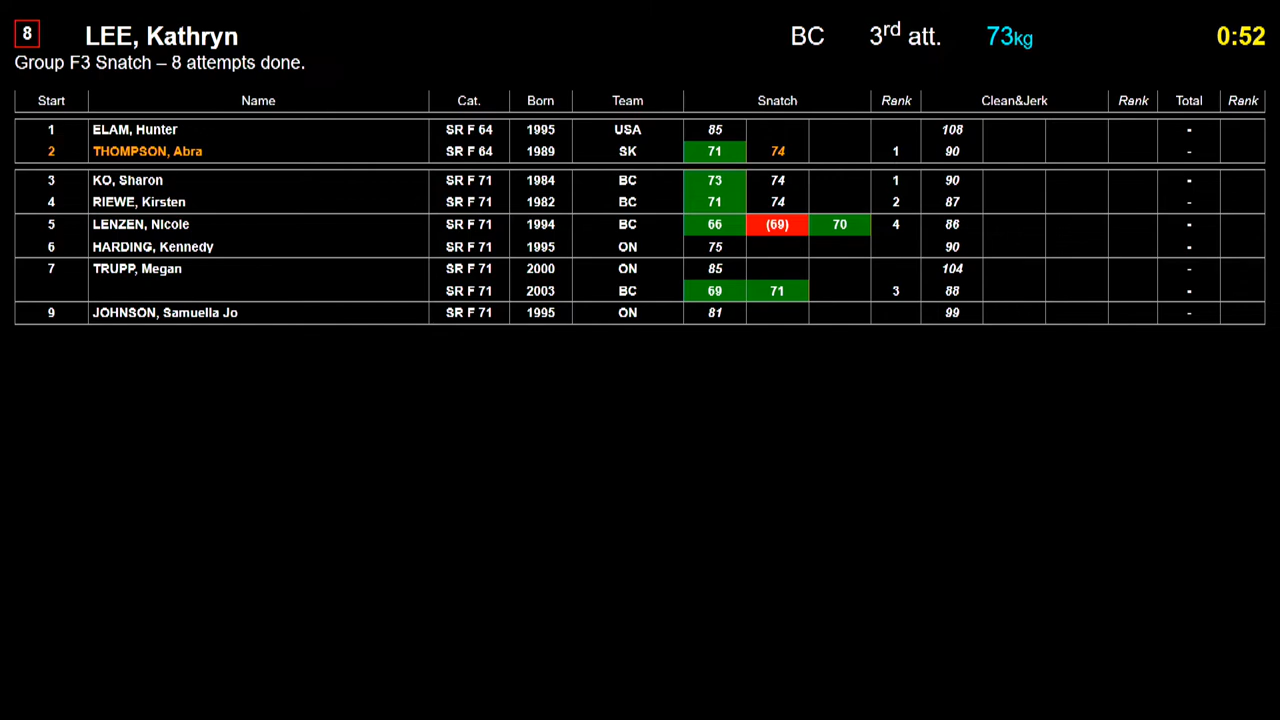 8 LEE, Kathryn BC 3rd att. 73kg 0:52
Group F3 Snatch – 8 attempts done.
Start Name Cat. Born Team Snatch Rank Clean&Jerk Rank Total Rank
1 ELAM, Hunter SR F 64 1995 USA 85 108 -
2 THOMPSON, Abra SR F 64 1989 SK 71 74 1 90 -
3 KO, Sharon SR F 71 1984 BC 73 74 1 90 -
4 RIEWE, Kirsten SR F 71 1982 BC 71 74 2 87 -
5 LENZEN, Nicole SR F 71 1994 BC 66 (69) 70 4 86 -
6 HARDING, Kennedy SR F 71 1995 ON 75 90 -
7 TRUPP, Megan SR F 71 2000 ON 85 104 -
SR F 71 2003 BC 69 71 3 88 -
9 JOHNSON, Samuella Jo SR F 71 1995 ON 81 99 -